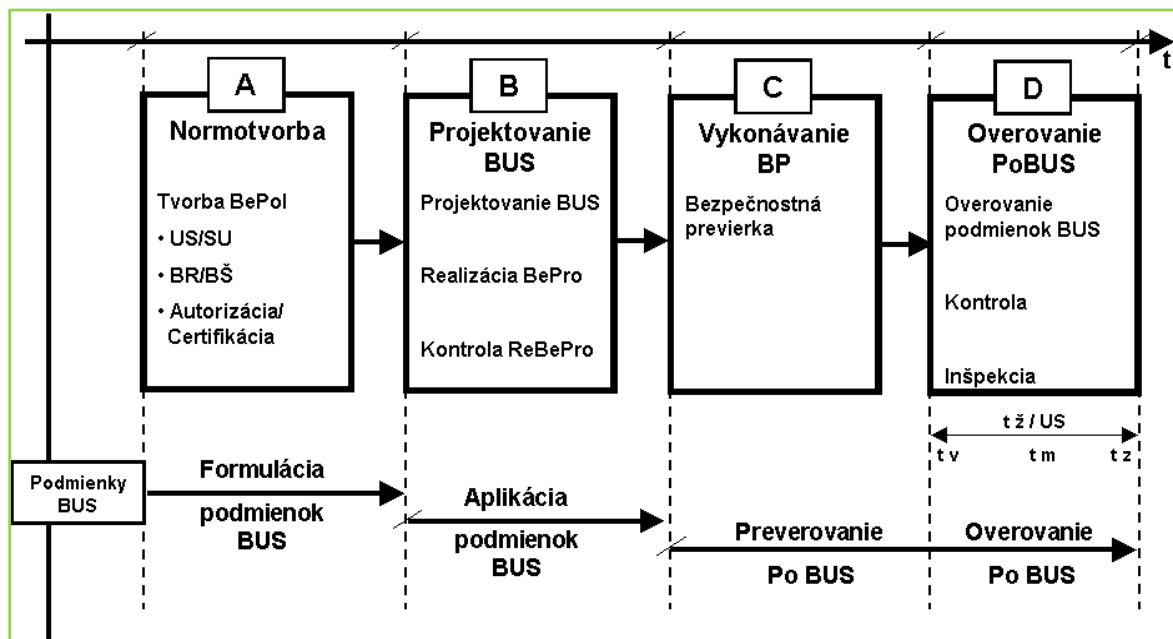 t
A
Normotvorba
Tvorba BePol
• US/SU
• BR/BŠ
• Autorizácia/
Certifikácia
B
Projektovanie
BUS
Projektovanie BUS
Realizácia BePro
Kontrola ReBePro
C
Vykonávanie
BP
Bezpečnostná
previerka
D
Overovanie
PoBUS
Overovanie
podmienok BUS
Kontrola
Inšpekcia
t ž / US
t v t m t z
Podmienky
BUS
Formulácia
podmienok
BUS
Aplikácia
podmienok
BUS
Preverovanie
Po BUS
Overovanie
Po BUS